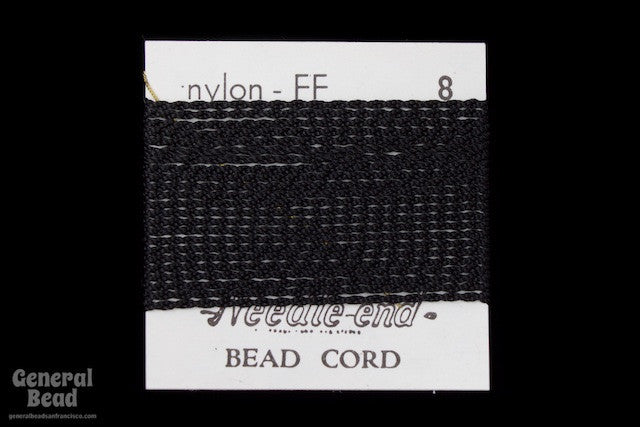 nylon - FF 8
Needle-end
BEAD CORD
General
Bead
generalbeadsanfrancisco.com